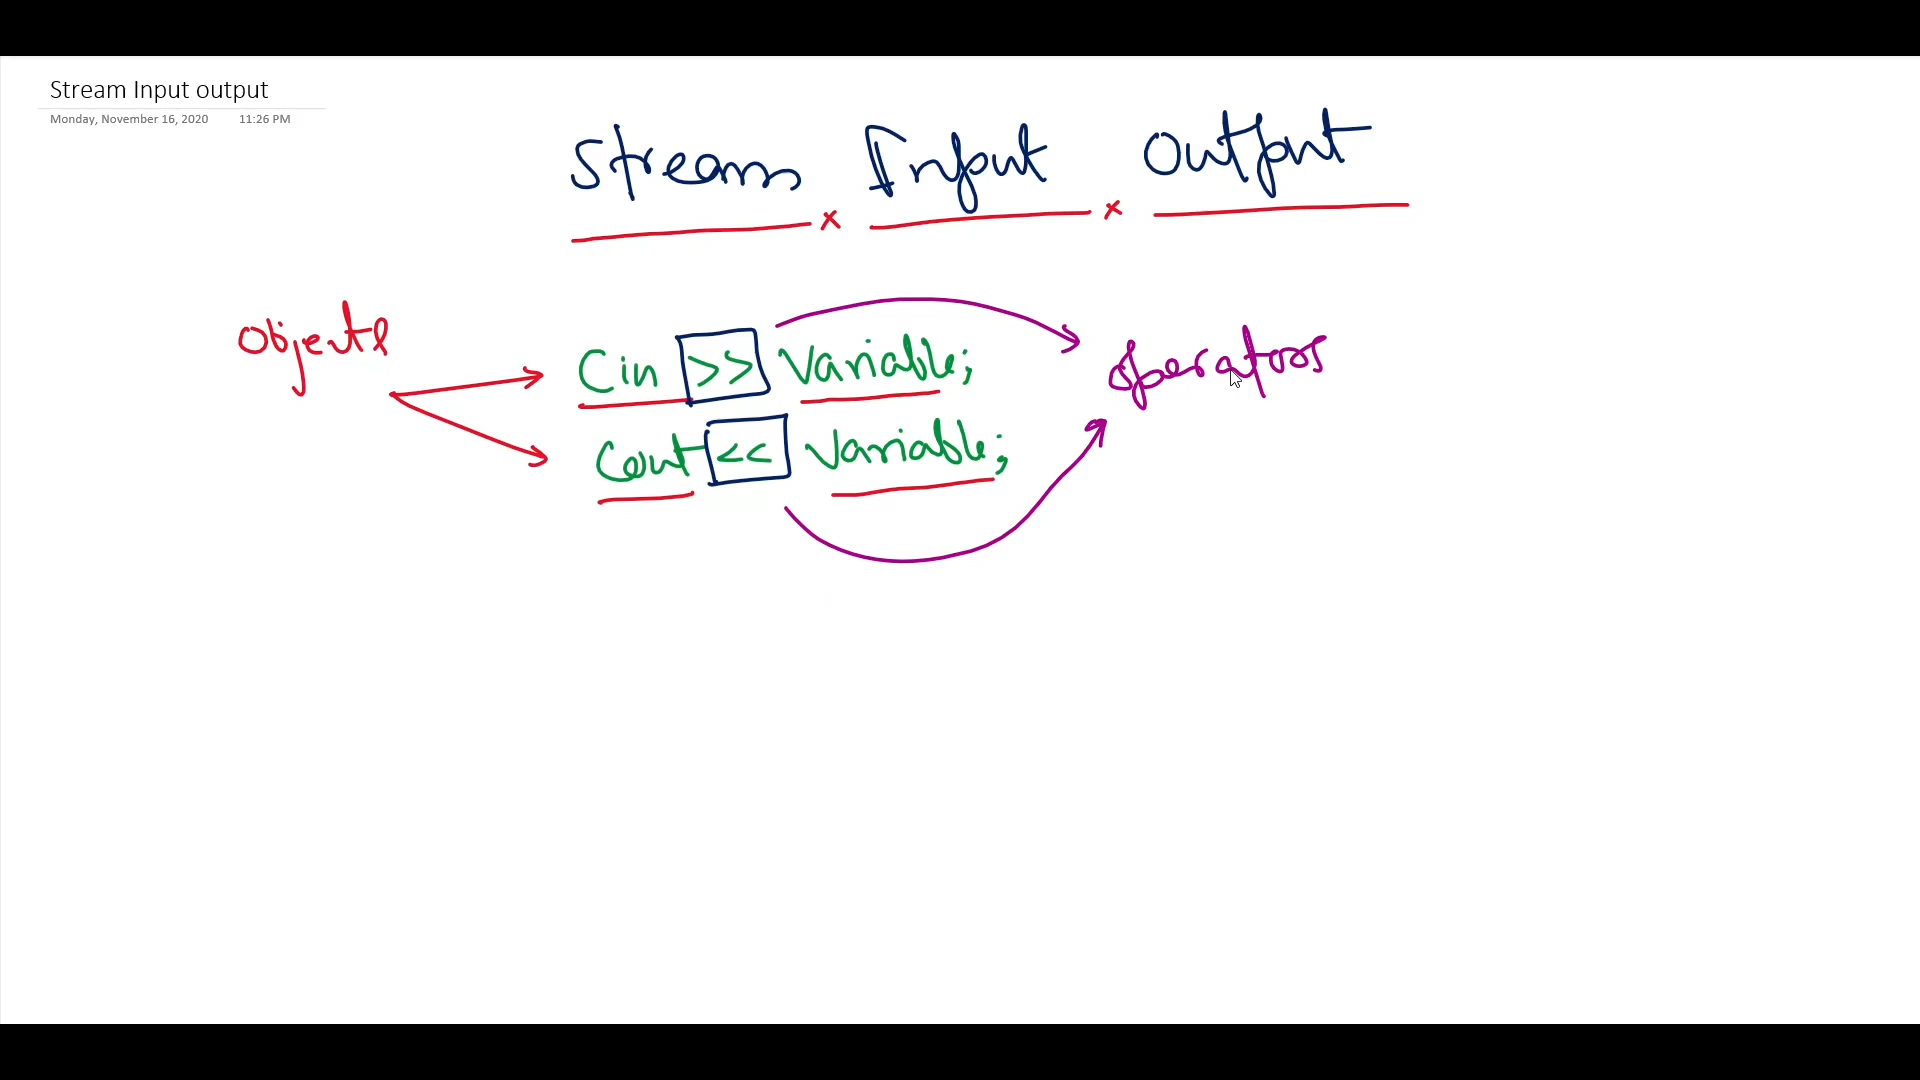 Stream Input output
Monday, November 16, 2020 11:26 PM
Stream Input Output
Objects
Cin >> Variable;
Operators
Cout << Variable;